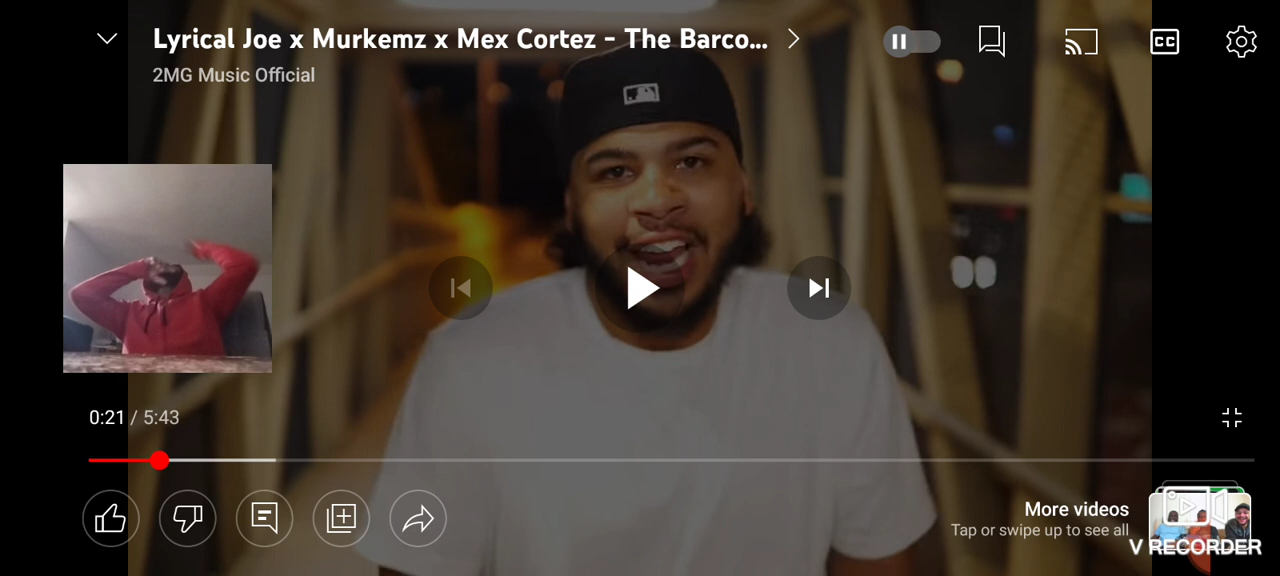 Lyrical Joe x Murkemz x Mex Cortez - The Barco...
2MG Music Official
CC
0:21 / 5:43
More videos
Tap or swipe up to see all
V RECORDER